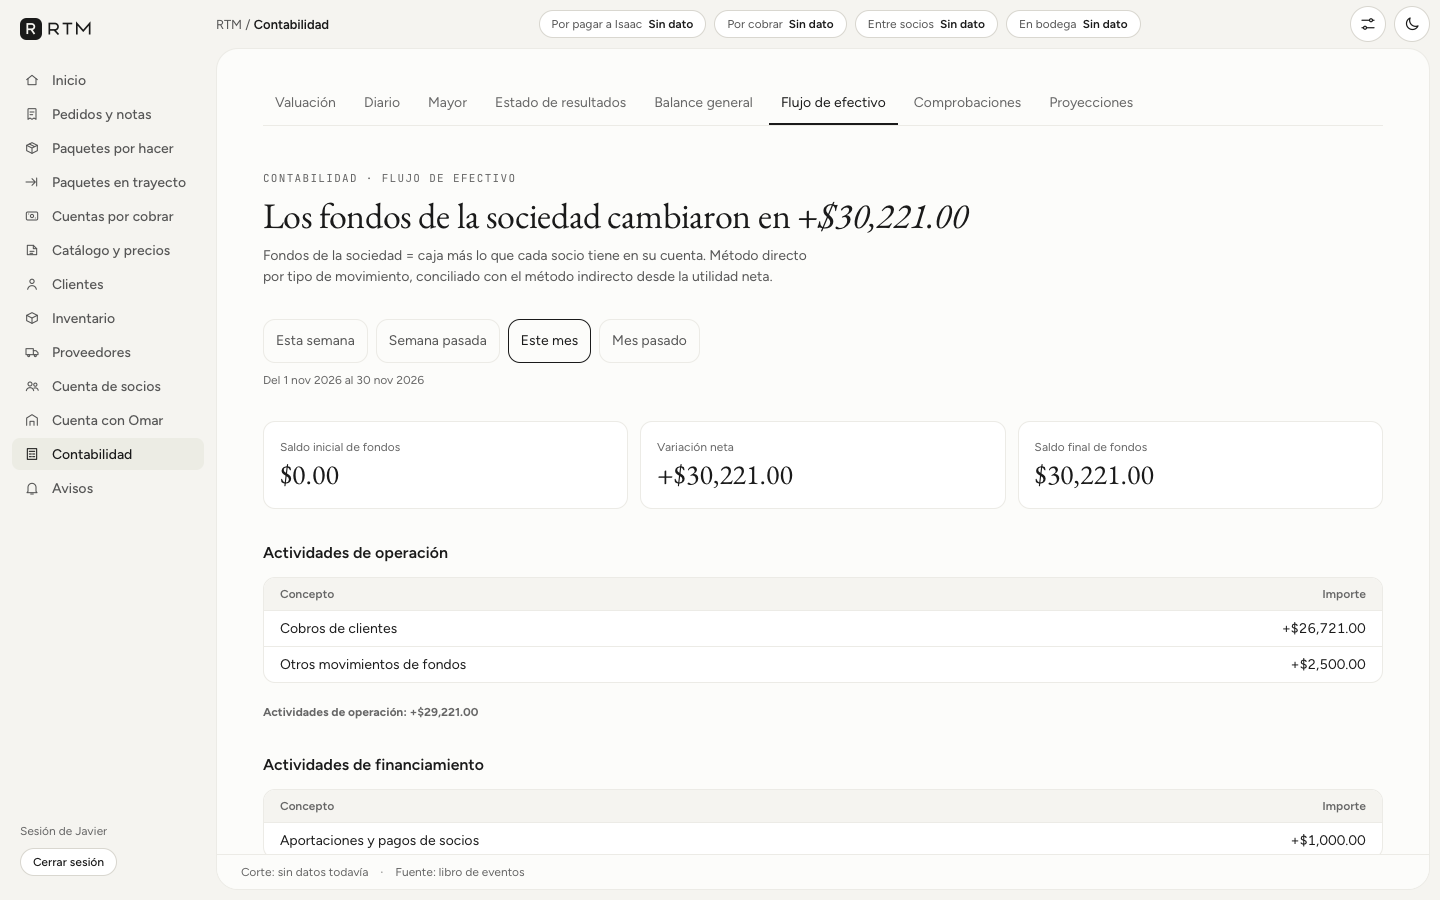 R RTM
RTM / Contabilidad
Por pagar a Isaac Sin dato
Por cobrar Sin dato
Entre socios Sin dato
En bodega Sin dato
Inicio
Pedidos y notas
Paquetes por hacer
Paquetes en trayecto
Cuentas por cobrar
Catálogo y precios
Clientes
Inventario
Proveedores
Cuenta de socios
Cuenta con Omar
Contabilidad
Avisos
Sesión de Javier
Cerrar sesión
Valuación Diario Mayor Estado de resultados Balance general Flujo de efectivo Comprobaciones Proyecciones
CONTABILIDAD · FLUJO DE EFECTIVO
Los fondos de la sociedad cambiaron en +$30,221.00
Fondos de la sociedad = caja más lo que cada socio tiene en su cuenta. Método directo
por tipo de movimiento, conciliado con el método indirecto desde la utilidad neta.
Esta semana Semana pasada Este mes Mes pasado
Del 1 nov 2026 al 30 nov 2026
Saldo inicial de fondos
$0.00
Variación neta
+$30,221.00
Saldo final de fondos
$30,221.00
Actividades de operación
Concepto Importe
Cobros de clientes +$26,721.00
Otros movimientos de fondos +$2,500.00
Actividades de operación: +$29,221.00
Actividades de financiamiento
Concepto Importe
Aportaciones y pagos de socios +$1,000.00
Corte: sin datos todavía · Fuente: libro de eventos